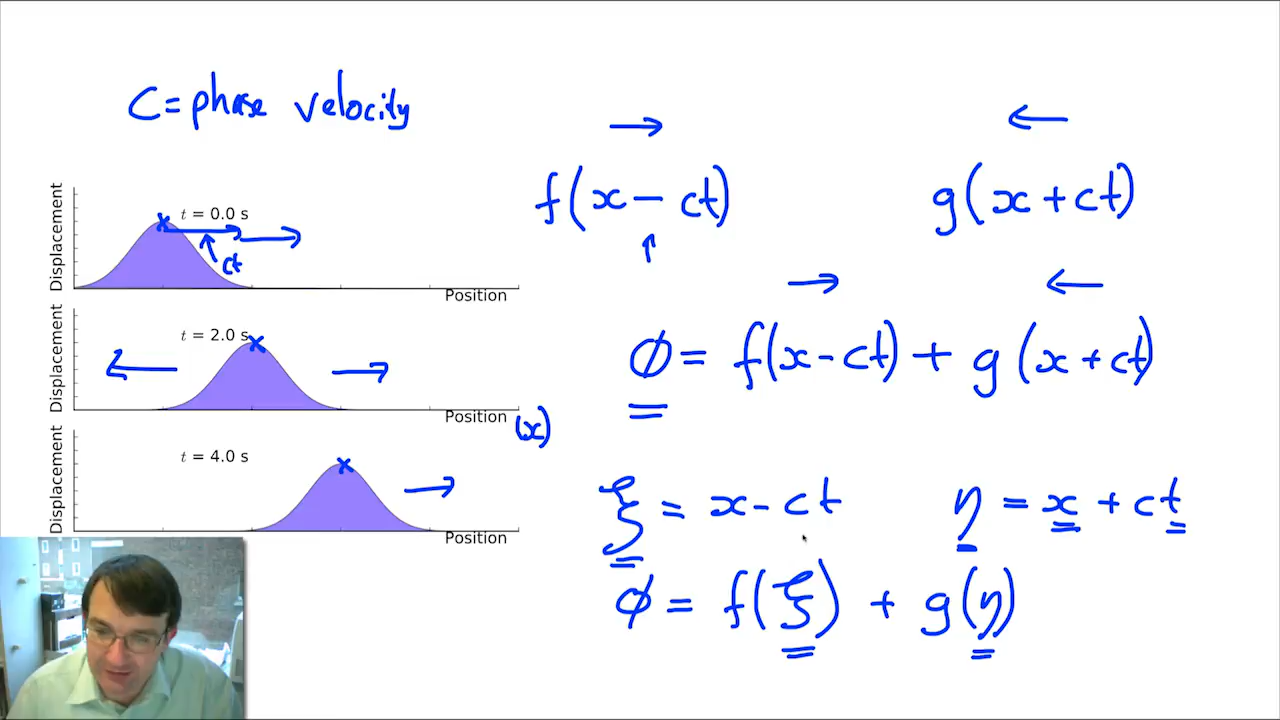 C = phase velocity
Displacement
t = 0.0 s
ct
Position
Displacement
t = 2.0 s
Position
(x)
Displacement
t = 4.0 s
Position
→ ←
f(x − ct) g(x + ct)
↑
→ ←
ϕ = f(x − ct) + g(x + ct)
ξ = x − ct η = x + ct
ϕ = f(ξ) + g(η)